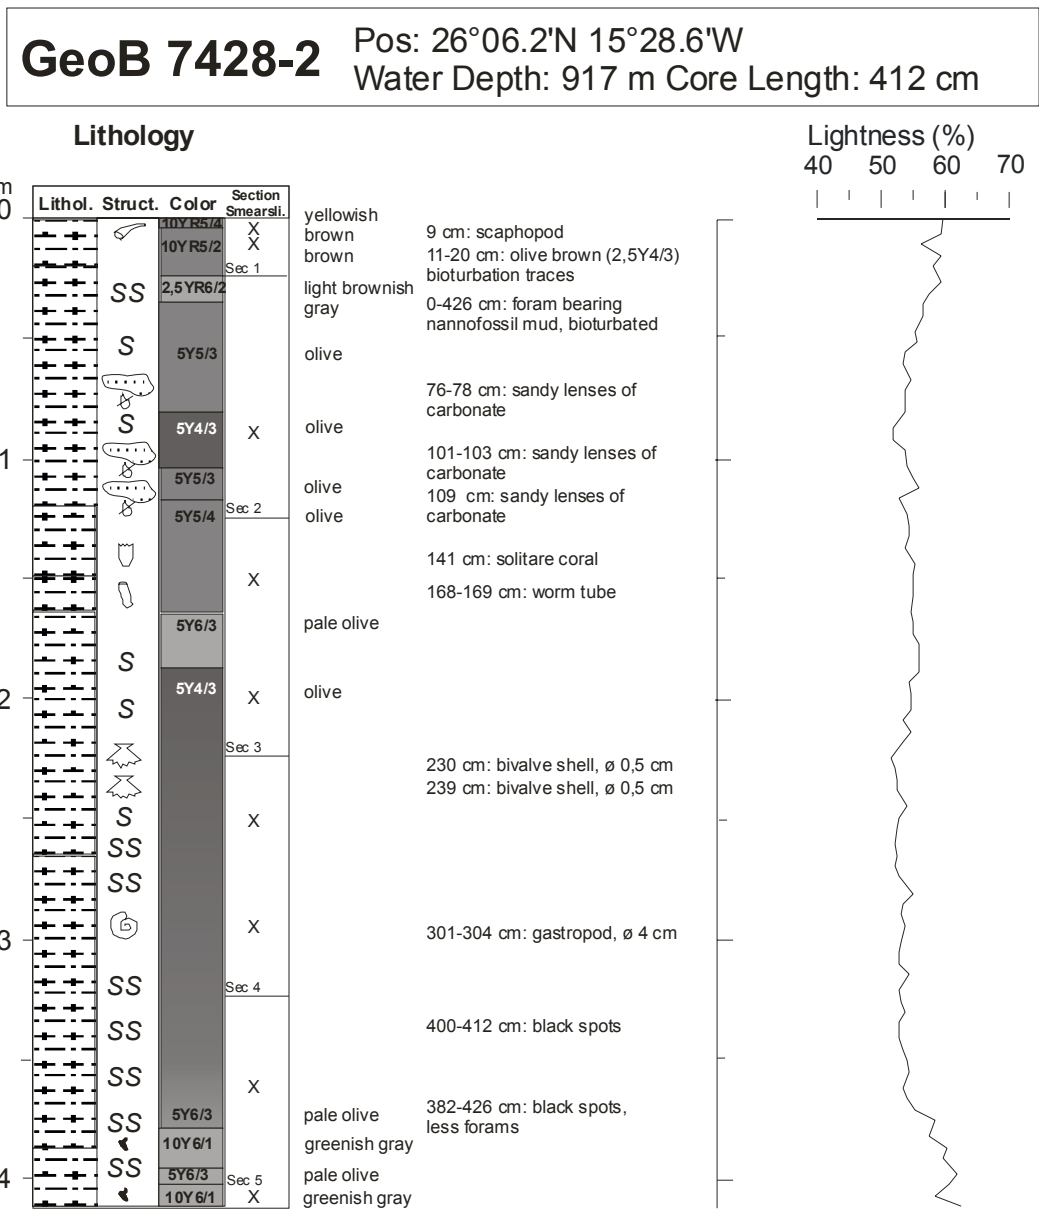 GeoB 7428-2
Pos: 26°06.2'N 15°28.6'W
Water Depth: 917 m Core Length: 412 cm
Lithology
Lightness (%)
40 50 60 70
m
0
Lithol. Struct. Color Section
Smearsli.
10YR5/4 X
yellowish
brown
9 cm: scaphopod
10YR5/2 X
brown
11-20 cm: olive brown (2,5Y4/3)
bioturbation traces
Sec 1
SS 2,5YR6/2
light brownish
gray
0-426 cm: foram bearing
nannofossil mud, bioturbated
S 5Y5/3
olive
76-78 cm: sandy lenses of
carbonate
S 5Y4/3 X
olive
1
101-103 cm: sandy lenses of
carbonate
5Y5/3
olive
109 cm: sandy lenses of
carbonate
Sec 2
5Y5/4
olive
141 cm: solitare coral
X
168-169 cm: worm tube
5Y6/3
pale olive
S
5Y4/3 X
olive
2
S
Sec 3
230 cm: bivalve shell, ø 0,5 cm
239 cm: bivalve shell, ø 0,5 cm
S X
SS
SS
3
X
301-304 cm: gastropod, ø 4 cm
SS
Sec 4
SS
400-412 cm: black spots
SS X
SS 5Y6/3
pale olive
382-426 cm: black spots,
less forams
10Y6/1
greenish gray
SS
4
5Y6/3 Sec 5
pale olive
10Y6/1 X
greenish gray